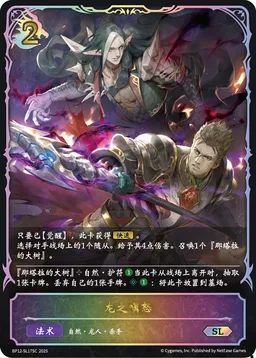 2
只要已【觉醒】，此卡获得 快速 。
选择对手战场上的1个随从。给予其4点伤害。召唤1个『那塔拉
的大树』。
『那塔拉的大树』◇自然·护符 1 当此卡从战场上离开时，抽取
1张卡牌。丢弃自己的1张手牌。 1 ：将此卡放置到墓场。
龙之嗔怒
法术
自然·龙人·杀手
SL
BP12-SL17SC 2025
© Cygames, Inc. Published by NetEase Games